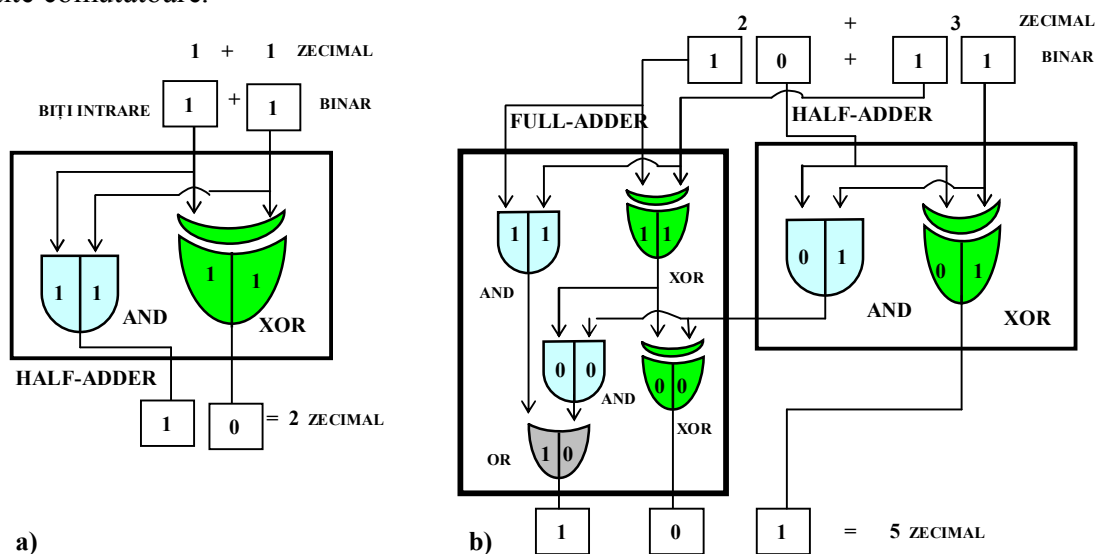 1 + 1 ZECIMAL
BIȚI INTRARE 1 + 1 BINAR
1 1
1 1
AND
XOR
HALF-ADDER
1 0 = 2 ZECIMAL
a)
2 + 3 ZECIMAL
1 0 + 1 1 BINAR
FULL-ADDER
HALF-ADDER
1 1
1 1
0 1
0 1
AND
XOR
AND
XOR
0 0
0 0
AND
XOR
OR
1 0
1 0 1 = 5 ZECIMAL
b)